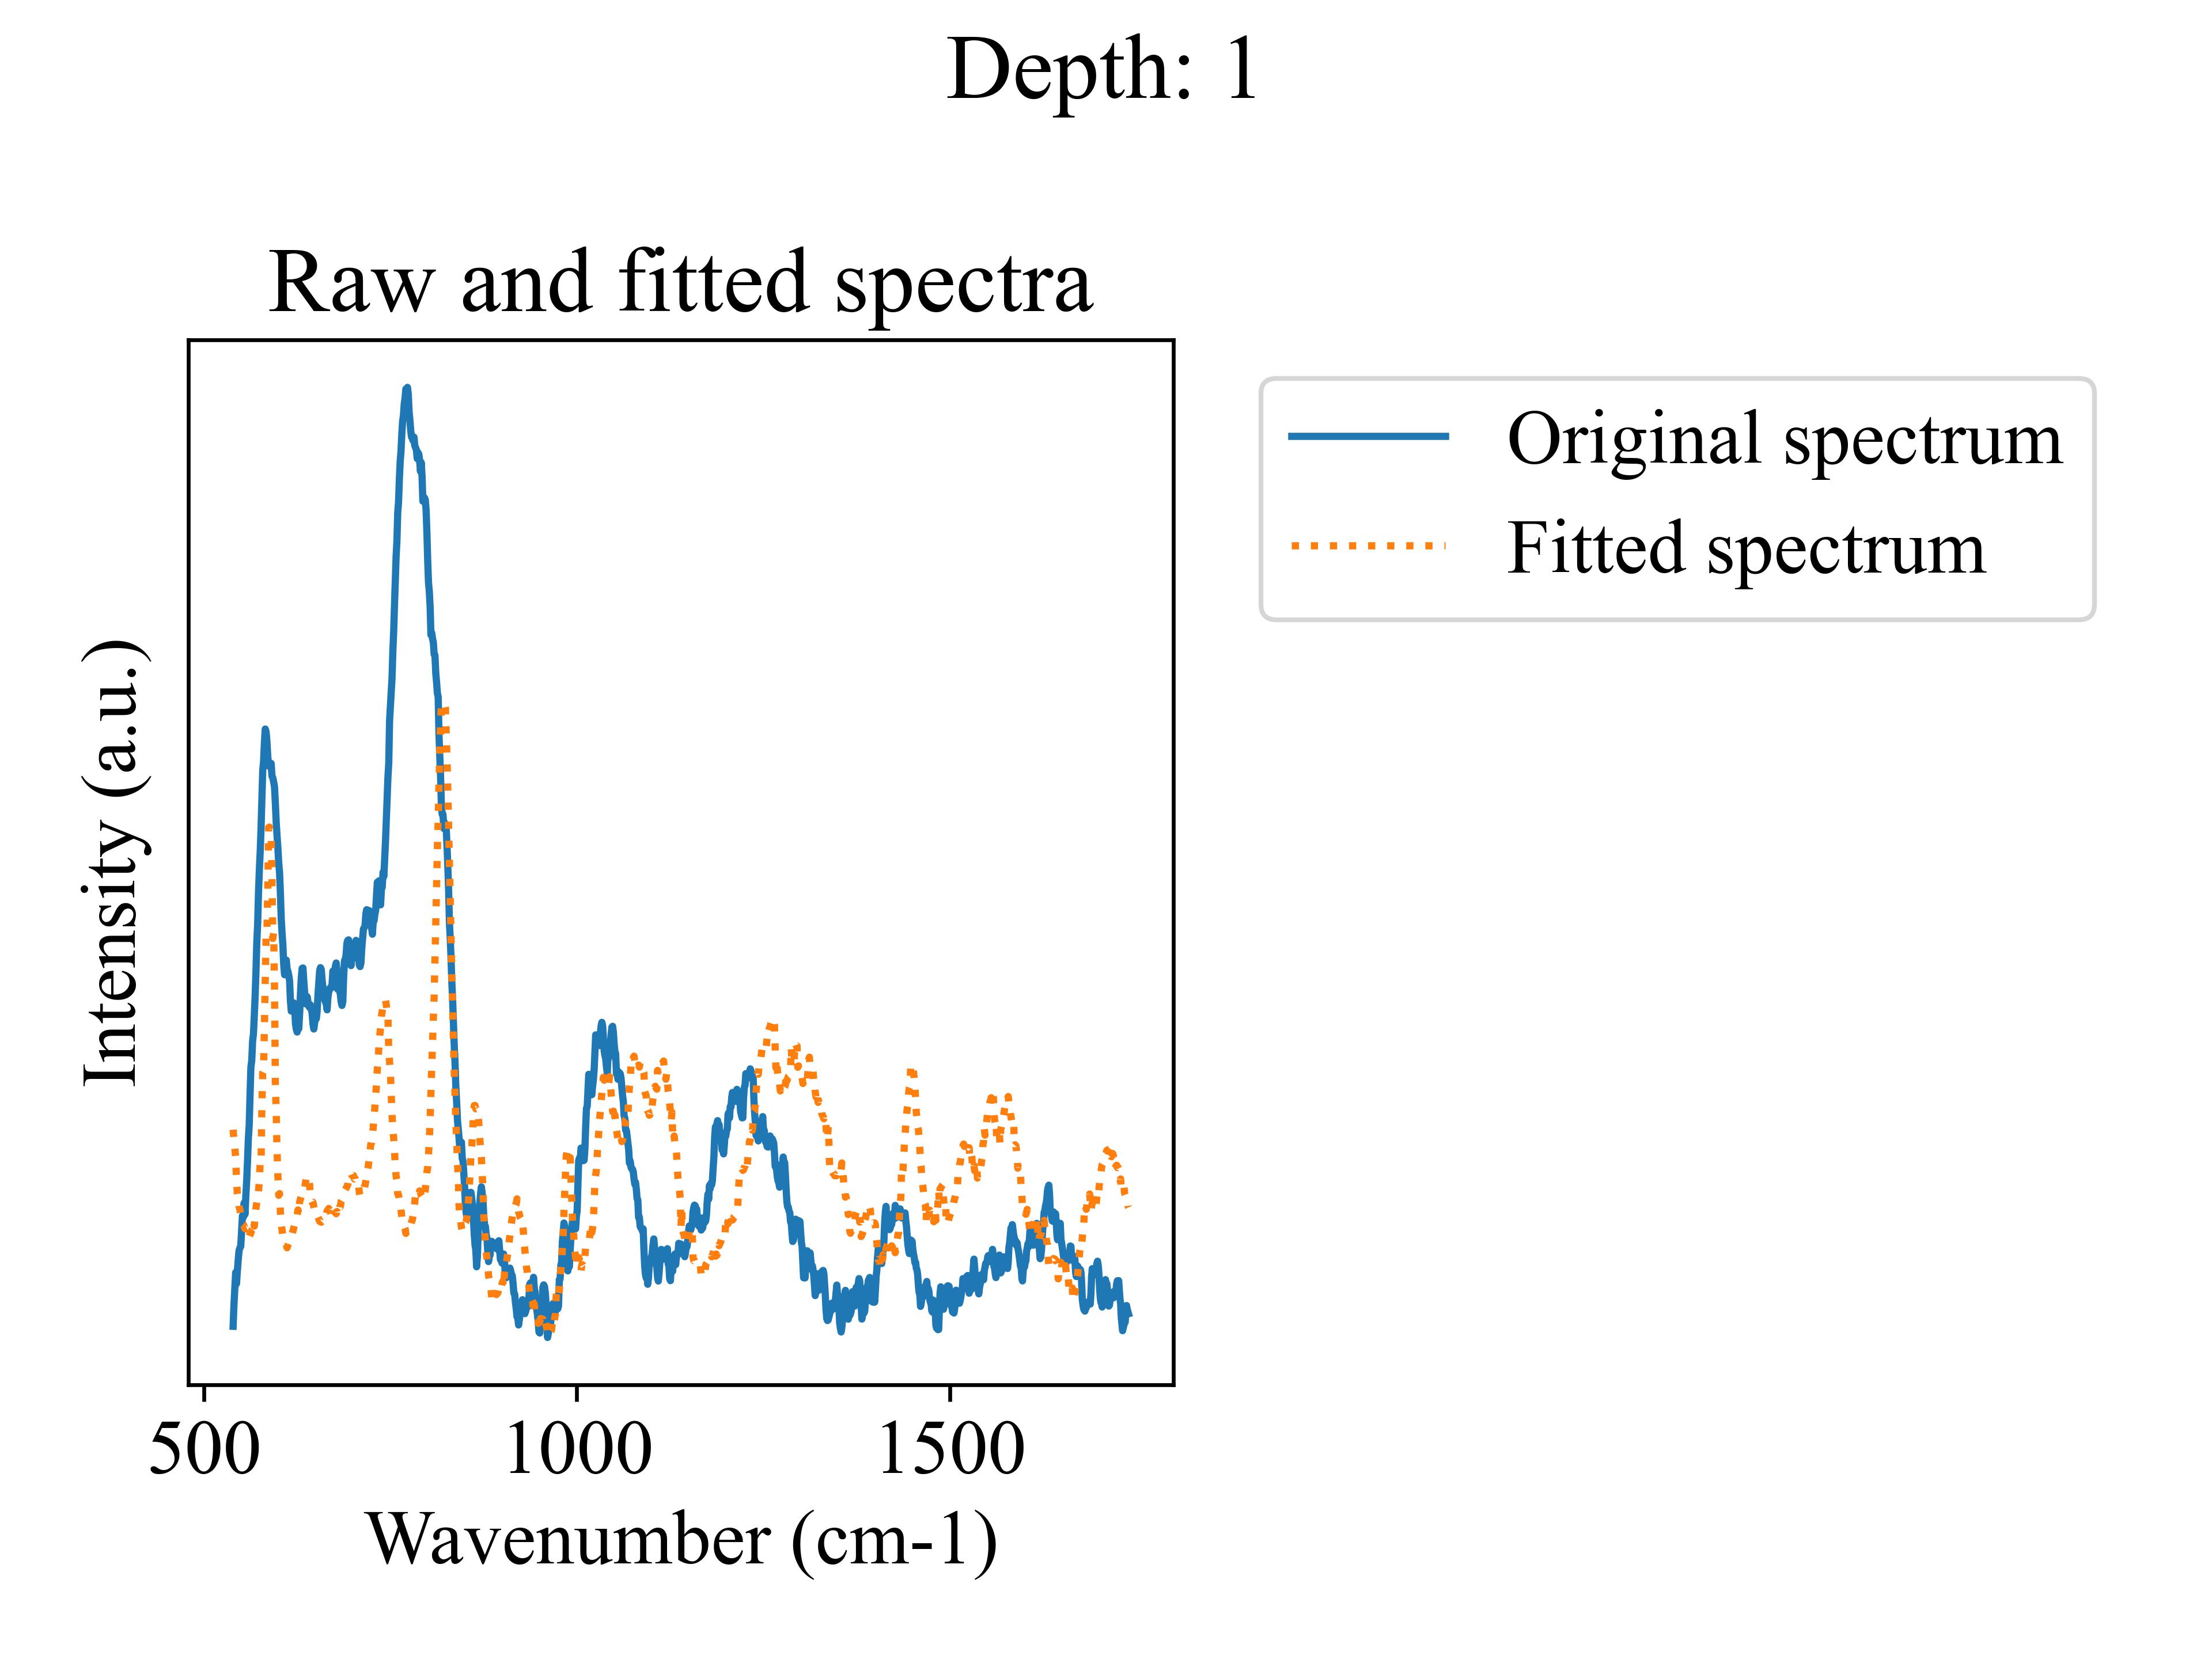 Depth: 1
Raw and fitted spectra
Original spectrum
Fitted spectrum
Intensity (a.u.)
500 1000 1500
Wavenumber (cm-1)